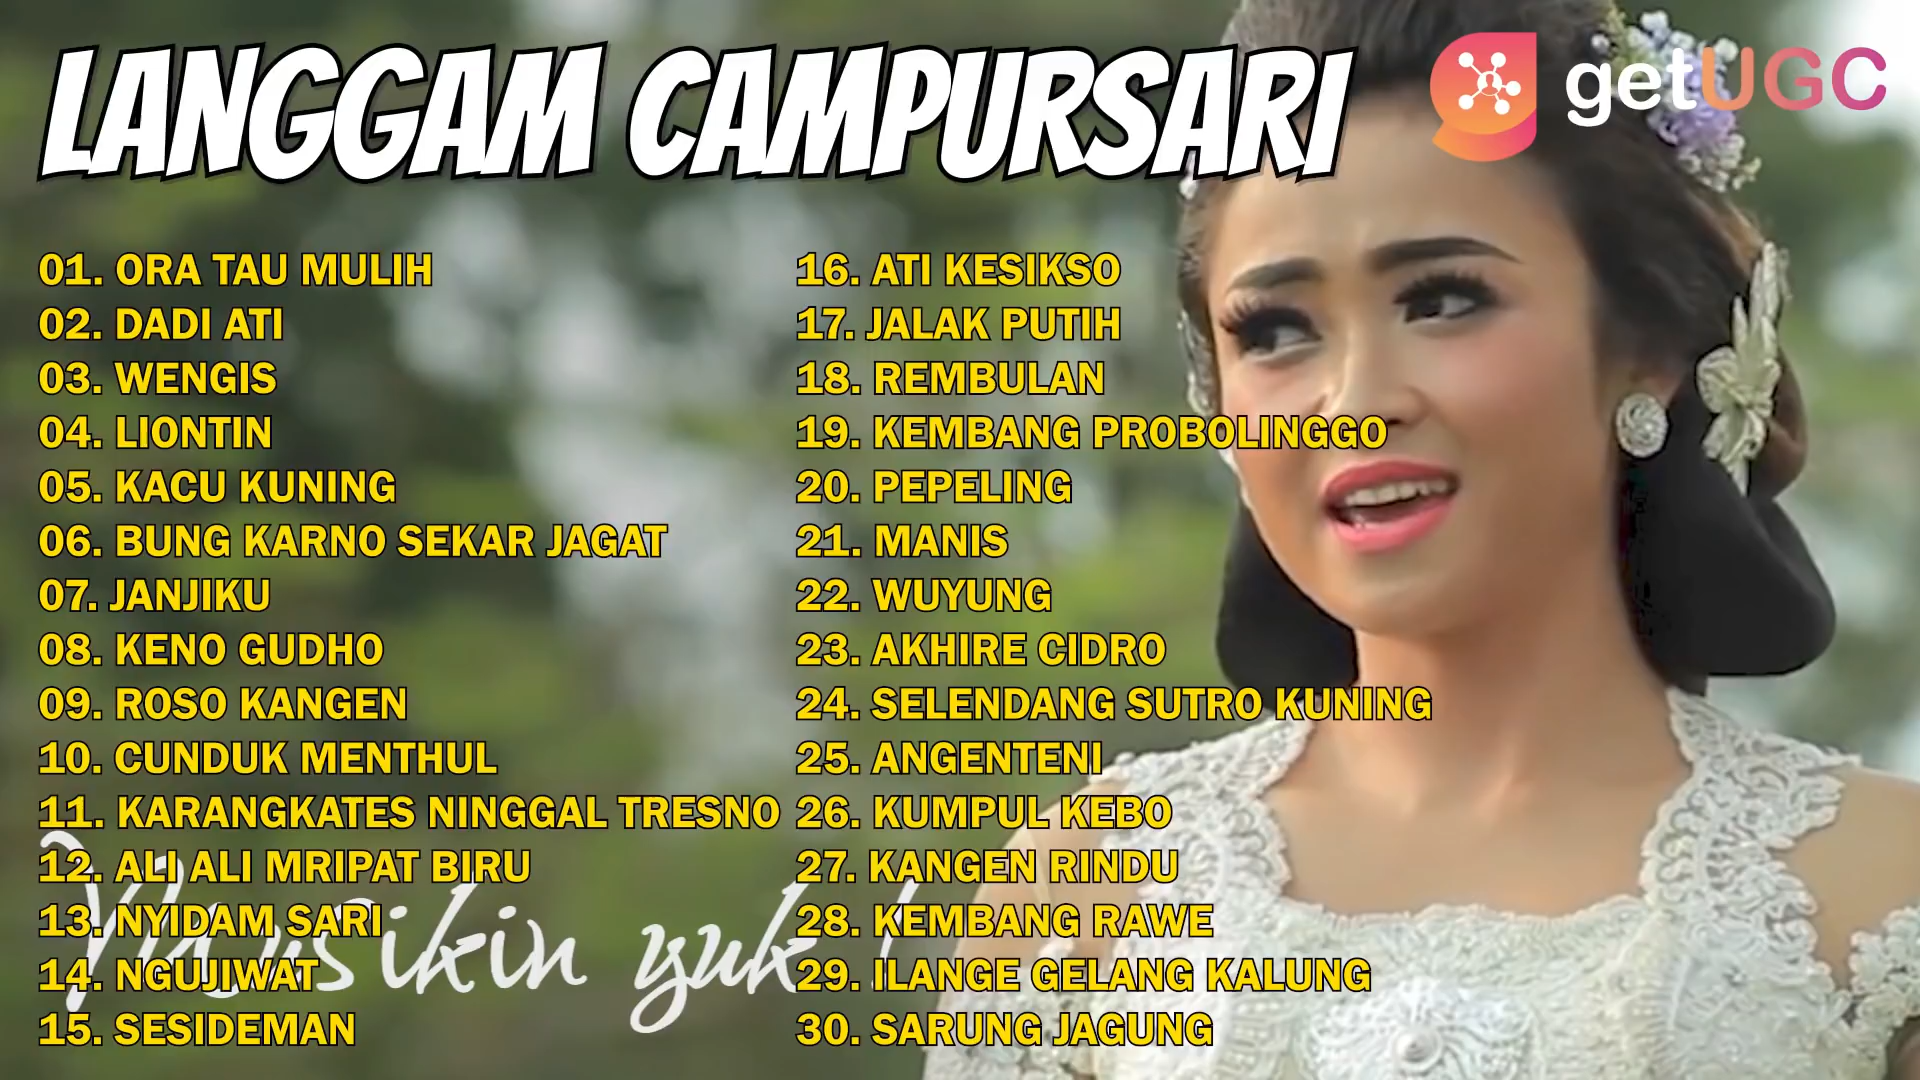 LANGGAM CAMPURSARI
getUGC
01. ORA TAU MULIH
02. DADI ATI
03. WENGIS
04. LIONTIN
05. KACU KUNING
06. BUNG KARNO SEKAR JAGAT
07. JANJIKU
08. KENO GUDHO
09. ROSO KANGEN
10. CUNDUK MENTHUL
11. KARANGKATES NINGGAL TRESNO
12. ALI ALI MRIPAT BIRU
13. NYIDAM SARI
14. NGUJIWAT
15. SESIDEMAN
16. ATI KESIKSO
17. JALAK PUTIH
18. REMBULAN
19. KEMBANG PROBOLINGGO
20. PEPELING
21. MANIS
22. WUYUNG
23. AKHIRE CIDRO
24. SELENDANG SUTRO KUNING
25. ANGENTENI
26. KUMPUL KEBO
27. KANGEN RINDU
28. KEMBANG RAWE
29. ILANGE GELANG KALUNG
30. SARUNG JAGUNG
Musikin yuk !